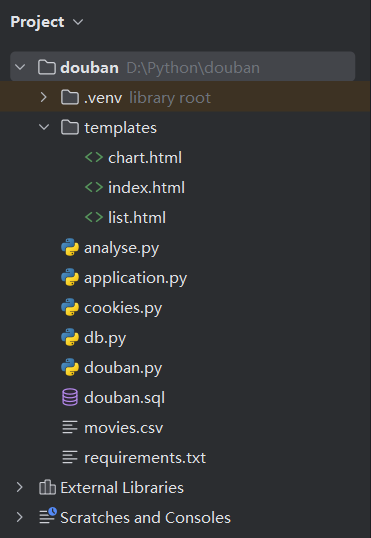 Project
douban D:\Python\douban
.venv library root
templates
chart.html
index.html
list.html
analyse.py
application.py
cookies.py
db.py
douban.py
douban.sql
movies.csv
requirements.txt
External Libraries
Scratches and Consoles